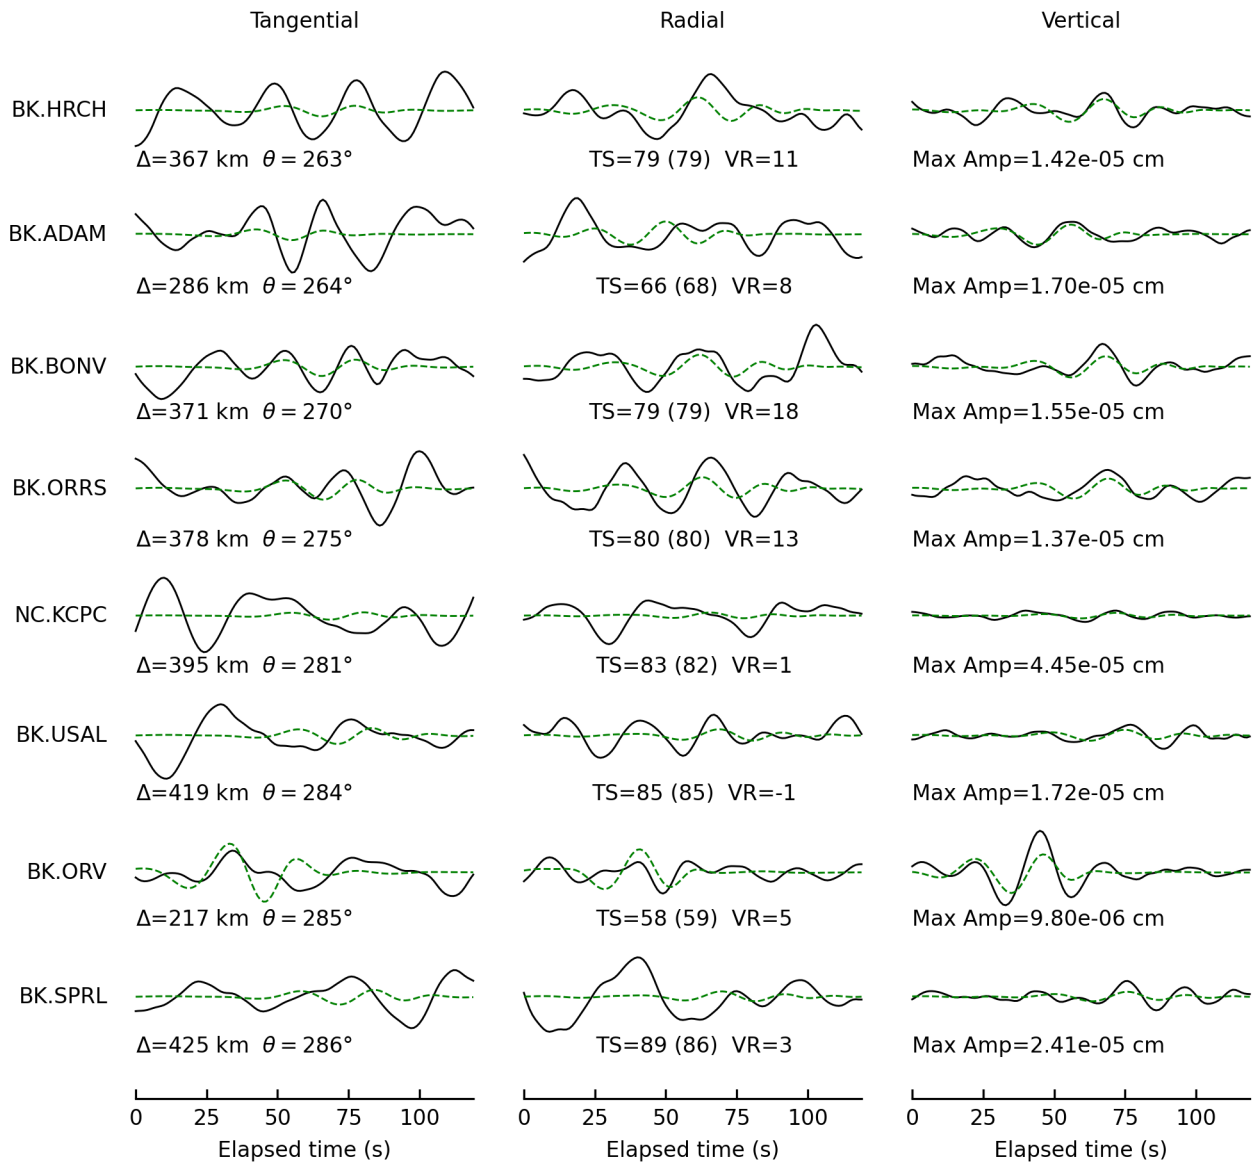 Tangential Radial Vertical
BK.HRCH
Δ=367 km θ = 263° TS=79 (79) VR=11 Max Amp=1.42e-05 cm
BK.ADAM
Δ=286 km θ = 264° TS=66 (68) VR=8 Max Amp=1.70e-05 cm
BK.BONV
Δ=371 km θ = 270° TS=79 (79) VR=18 Max Amp=1.55e-05 cm
BK.ORRS
Δ=378 km θ = 275° TS=80 (80) VR=13 Max Amp=1.37e-05 cm
NC.KCPC
Δ=395 km θ = 281° TS=83 (82) VR=1 Max Amp=4.45e-05 cm
BK.USAL
Δ=419 km θ = 284° TS=85 (85) VR=-1 Max Amp=1.72e-05 cm
BK.ORV
Δ=217 km θ = 285° TS=58 (59) VR=5 Max Amp=9.80e-06 cm
BK.SPRL
Δ=425 km θ = 286° TS=89 (86) VR=3 Max Amp=2.41e-05 cm
0 25 50 75 100 0 25 50 75 100 0 25 50 75 100
Elapsed time (s) Elapsed time (s) Elapsed time (s)